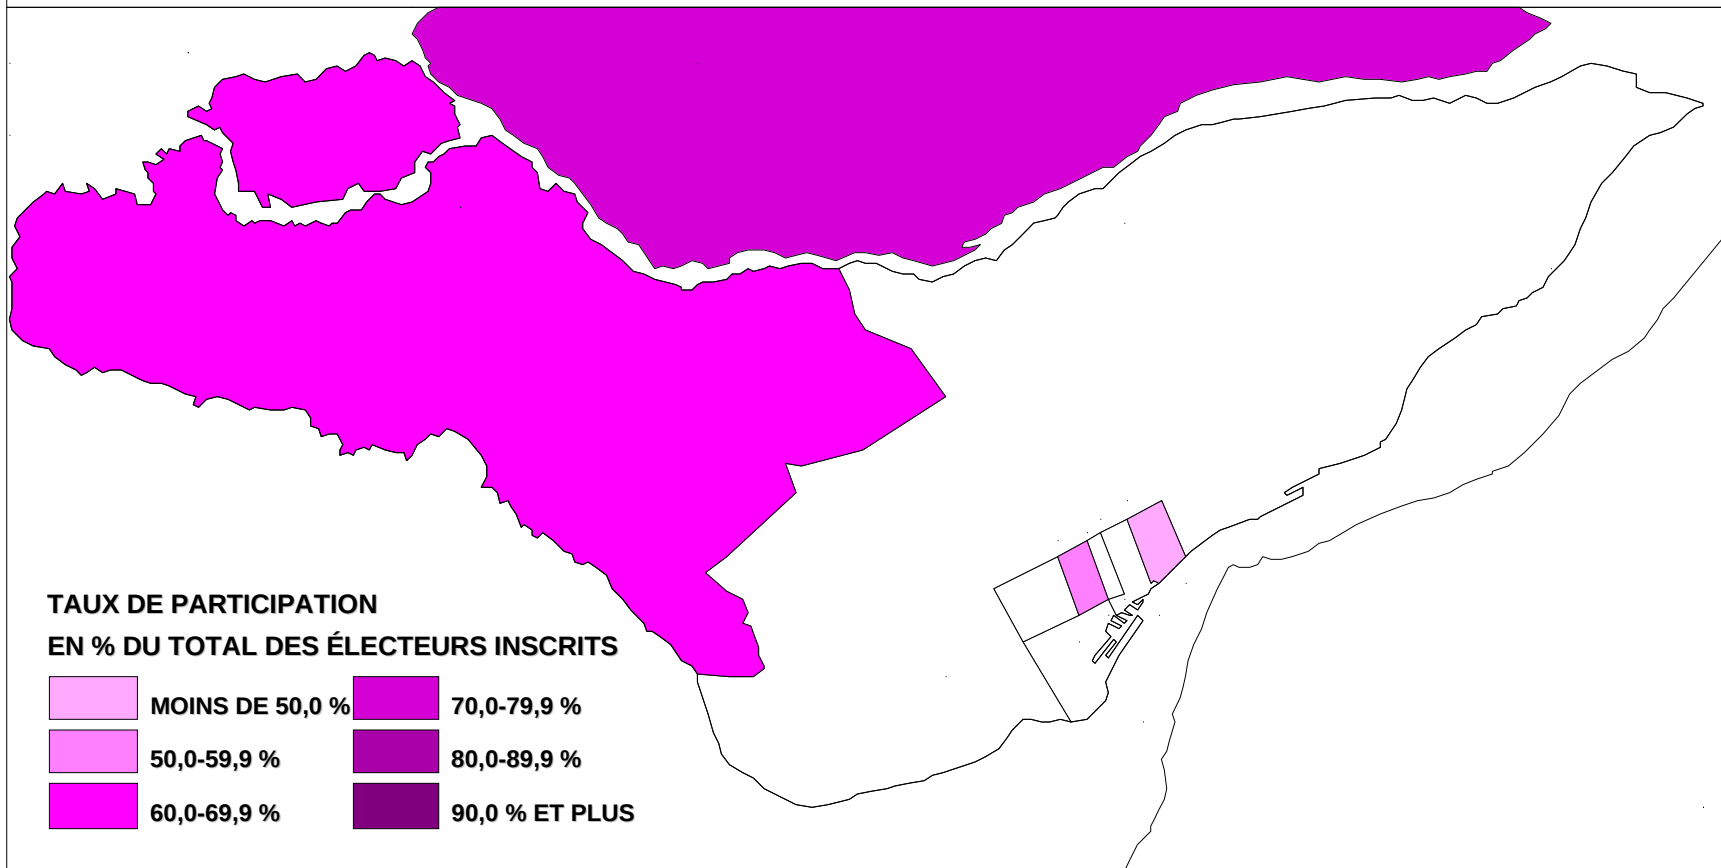 TAUX DE PARTICIPATION
EN % DU TOTAL DES ÉLECTEURS INSCRITS
MOINS DE 50,0 %
50,0-59,9 %
60,0-69,9 %
70,0-79,9 %
80,0-89,9 %
90,0 % ET PLUS